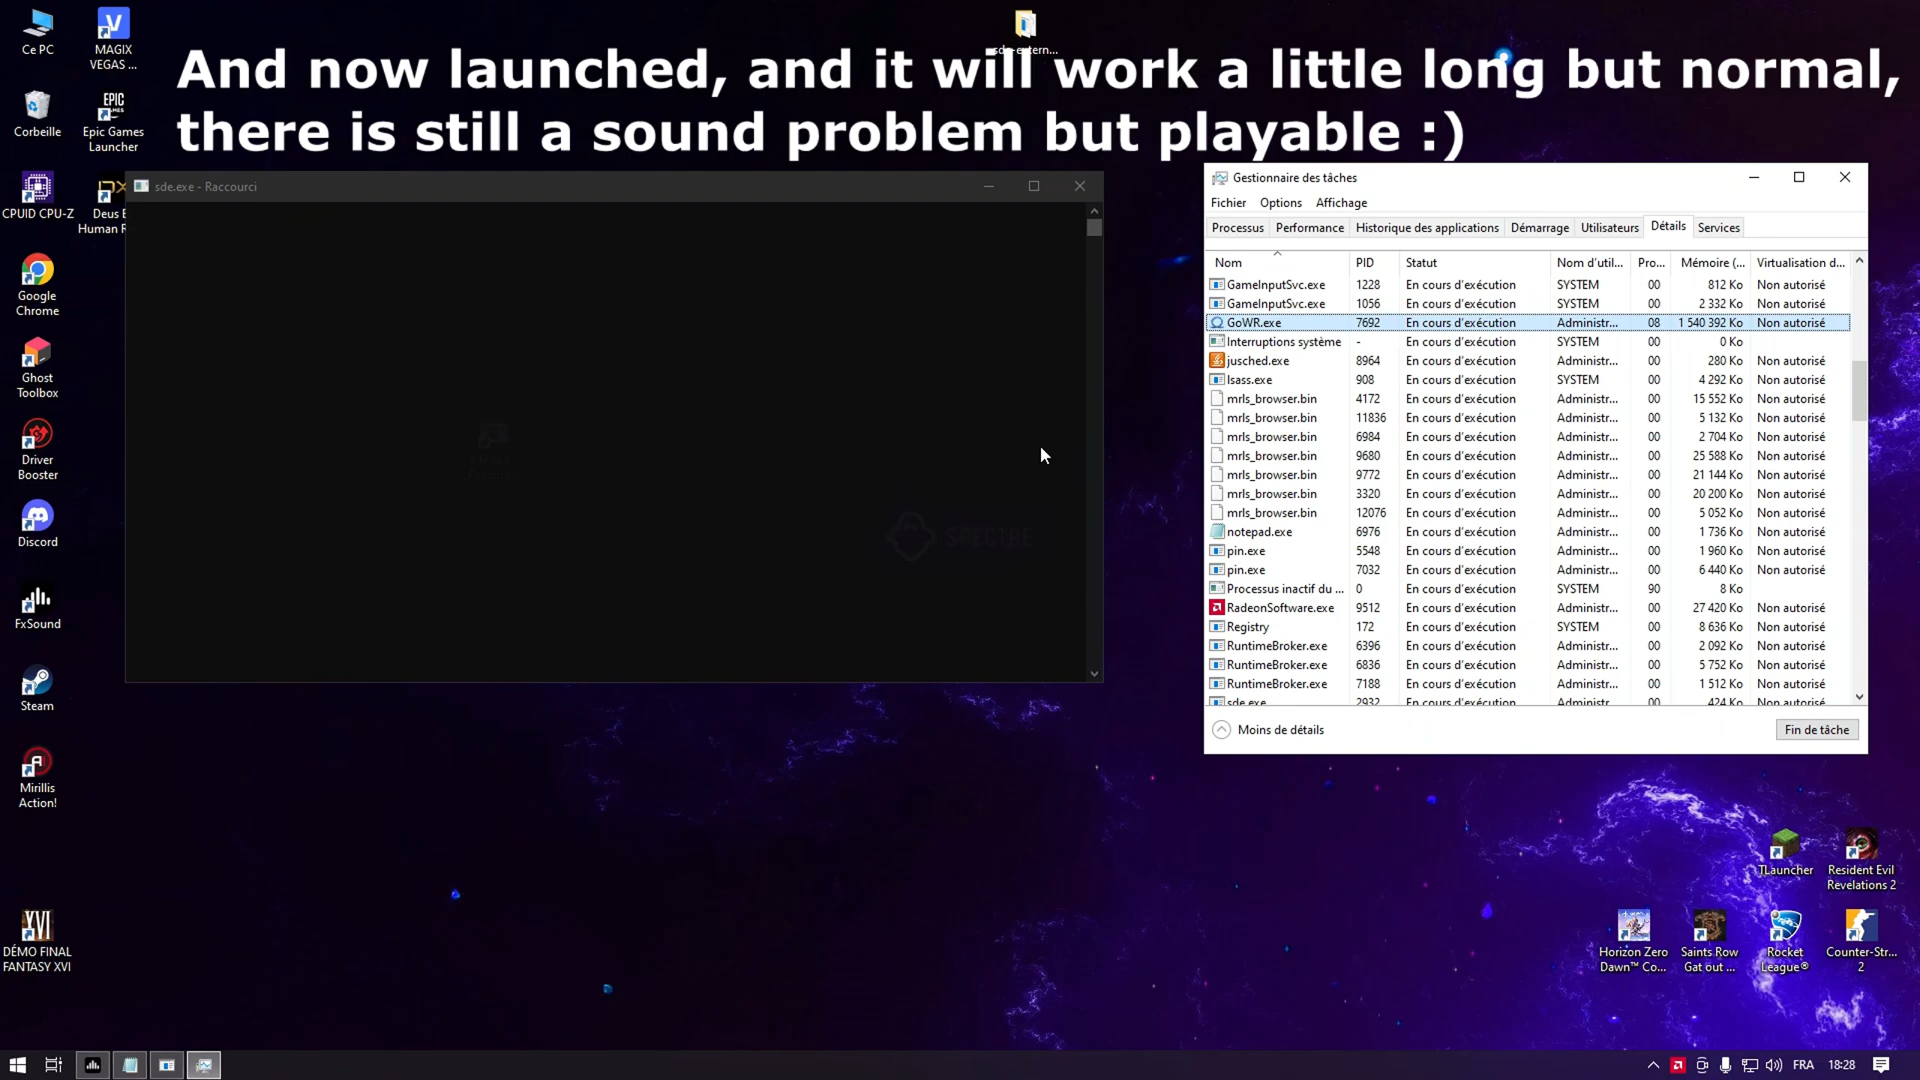 And now launched, and it will work a little long but normal,
there is still a sound problem but playable :)
Ce PC
MAGIX
VEGAS ...
Corbeille
Epic Games
Launcher
CPUID CPU-Z
Deus E
Human R
Google
Chrome
Ghost
Toolbox
Driver
Booster
Discord
FxSound
Steam
Mirillis
Action!
DÉMO FINAL
FANTASY XVI
sde.exe - Raccourci
SPECTRE
Gestionnaire des tâches
Fichier Options Affichage
Processus Performance Historique des applications Démarrage Utilisateurs Détails Services
Nom PID Statut Nom d'util... Pro... Mémoire (... Virtualisation d...
GameInputSvc.exe 1228 En cours d'exécution SYSTEM 00 812 Ko Non autorisé
GameInputSvc.exe 1056 En cours d'exécution SYSTEM 00 2 332 Ko Non autorisé
GoWR.exe 7692 En cours d'exécution Administr... 08 1 540 392 Ko Non autorisé
Interruptions système - En cours d'exécution SYSTEM 00 0 Ko
jusched.exe 8964 En cours d'exécution Administr... 00 280 Ko Non autorisé
lsass.exe 908 En cours d'exécution SYSTEM 00 4 292 Ko Non autorisé
mrls_browser.bin 4172 En cours d'exécution Administr... 00 15 552 Ko Non autorisé
mrls_browser.bin 11836 En cours d'exécution Administr... 00 5 132 Ko Non autorisé
mrls_browser.bin 6984 En cours d'exécution Administr... 00 2 704 Ko Non autorisé
mrls_browser.bin 9680 En cours d'exécution Administr... 00 25 588 Ko Non autorisé
mrls_browser.bin 9772 En cours d'exécution Administr... 00 21 144 Ko Non autorisé
mrls_browser.bin 3320 En cours d'exécution Administr... 00 20 200 Ko Non autorisé
mrls_browser.bin 12076 En cours d'exécution Administr... 00 5 052 Ko Non autorisé
notepad.exe 6976 En cours d'exécution Administr... 00 1 736 Ko Non autorisé
pin.exe 5548 En cours d'exécution Administr... 00 1 960 Ko Non autorisé
pin.exe 7032 En cours d'exécution Administr... 00 6 440 Ko Non autorisé
Processus inactif du ... 0 En cours d'exécution SYSTEM 90 8 Ko
RadeonSoftware.exe 9512 En cours d'exécution Administr... 00 27 420 Ko Non autorisé
Registry 172 En cours d'exécution SYSTEM 00 8 636 Ko Non autorisé
RuntimeBroker.exe 6396 En cours d'exécution Administr... 00 2 092 Ko Non autorisé
RuntimeBroker.exe 6836 En cours d'exécution Administr... 00 5 752 Ko Non autorisé
RuntimeBroker.exe 7188 En cours d'exécution Administr... 00 1 512 Ko Non autorisé
sde.exe 2932 En cours d'exécution Administr... 00 424 Ko Non autorisé
Moins de détails
Fin de tâche
TLauncher
Resident Evil
Revelations 2
Horizon Zero
Dawn™ Co...
Saints Row
Gat out ...
Rocket
League®
Counter-Str...
2
FRA 18:28